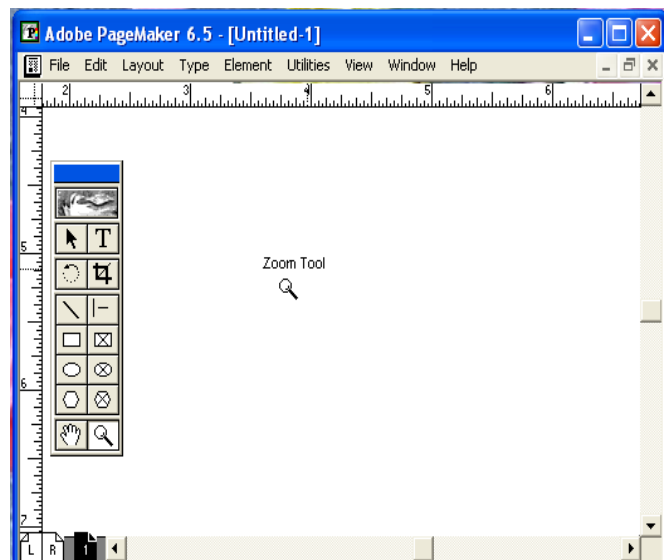 Adobe PageMaker 6.5 - [Untitled-1]
File Edit Layout Type Element Utilities View Window Help
2 3 4 5 6
4
T
5
Zoom Tool
6
7
L R 1